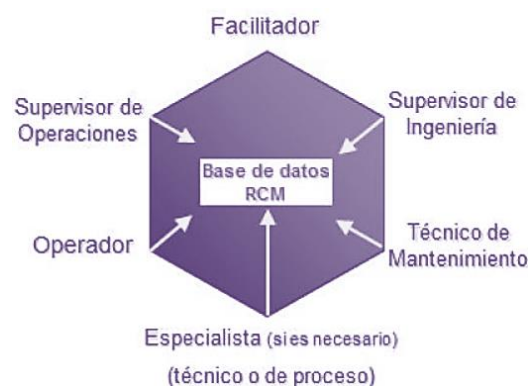 Facilitador
Supervisor de
Operaciones
Supervisor de
Ingeniería
Base de datos
RCM
Operador
Técnico de
Mantenimiento
Especialista (si es necesario)
(técnico o de proceso)